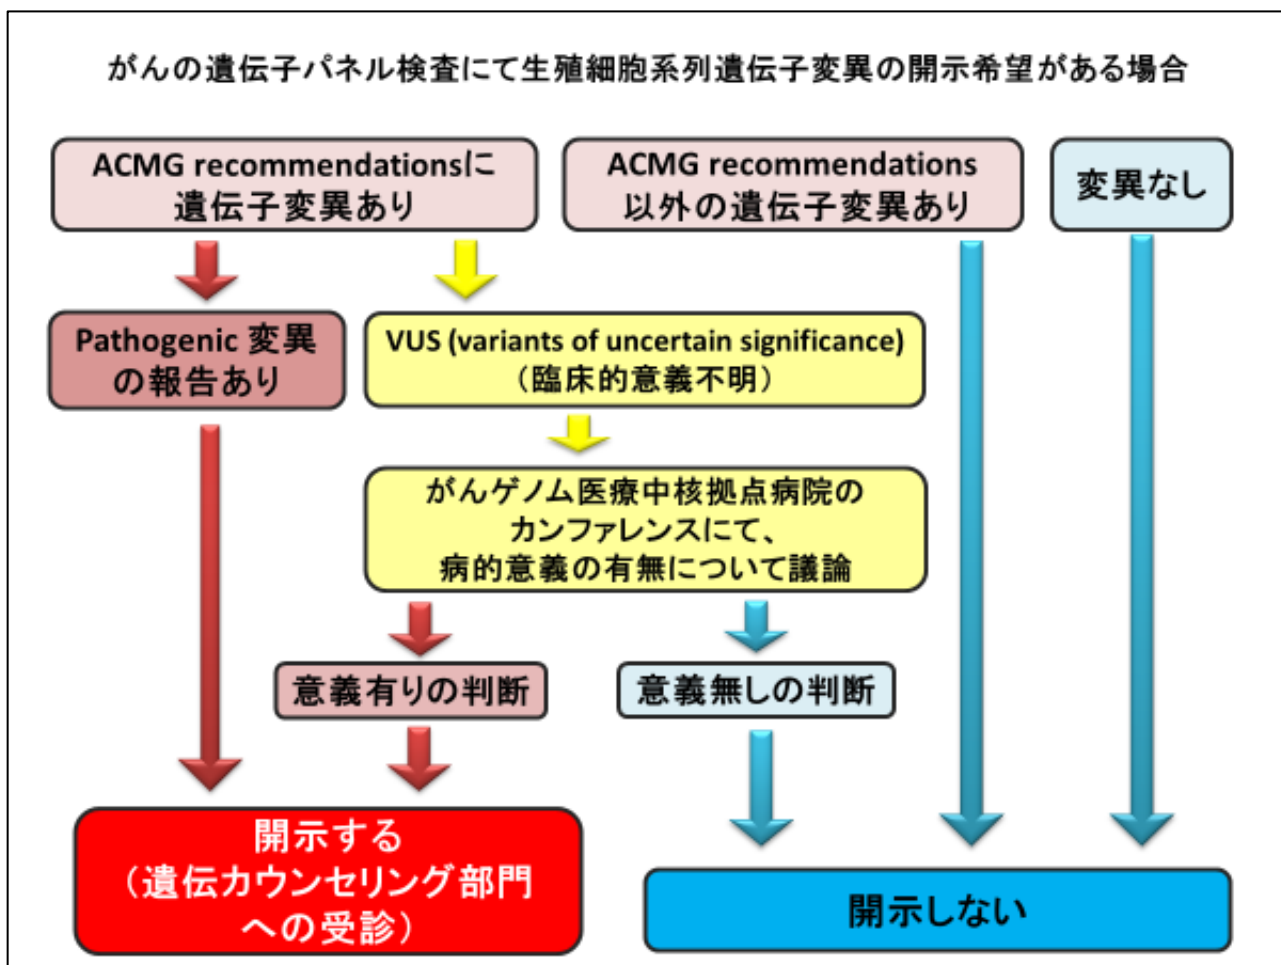 がんの遺伝子パネル検査にて生殖細胞系列遺伝子変異の開示希望がある場合
ACMG recommendationsに
遺伝子変異あり
ACMG recommendations
以外の遺伝子変異あり
変異なし
Pathogenic 変異
の報告あり
VUS (variants of uncertain significance)
（臨床的意義不明）
がんゲノム医療中核拠点病院の
カンファレンスにて、
病的意義の有無について議論
意義有りの判断
意義無しの判断
開示する
（遺伝カウンセリング部門
への受診）
開示しない